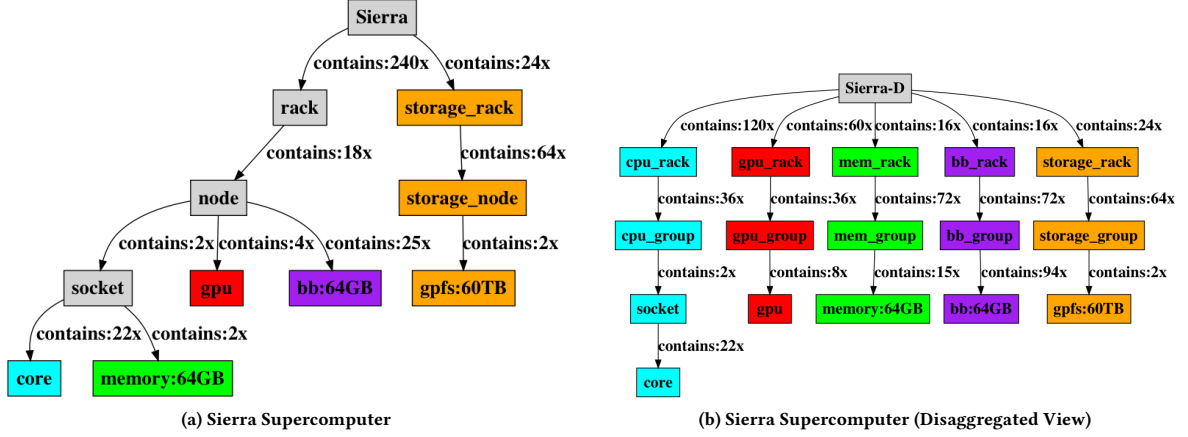 Sierra
contains:240x
contains:24x
rack
storage_rack
contains:18x
contains:64x
node
storage_node
contains:2x
contains:4x
contains:25x
contains:2x
socket
gpu
bb:64GB
gpfs:60TB
contains:22x
contains:2x
core
memory:64GB
(a) Sierra Supercomputer
Sierra-D
contains:120x
contains:60x
contains:16x
contains:16x
contains:24x
cpu_rack
gpu_rack
mem_rack
bb_rack
storage_rack
contains:36x
contains:36x
contains:72x
contains:72x
contains:64x
cpu_group
gpu_group
mem_group
bb_group
storage_group
contains:2x
contains:8x
contains:15x
contains:94x
contains:2x
socket
gpu
memory:64GB
bb:64GB
gpfs:60TB
contains:22x
core
(b) Sierra Supercomputer (Disaggregated View)